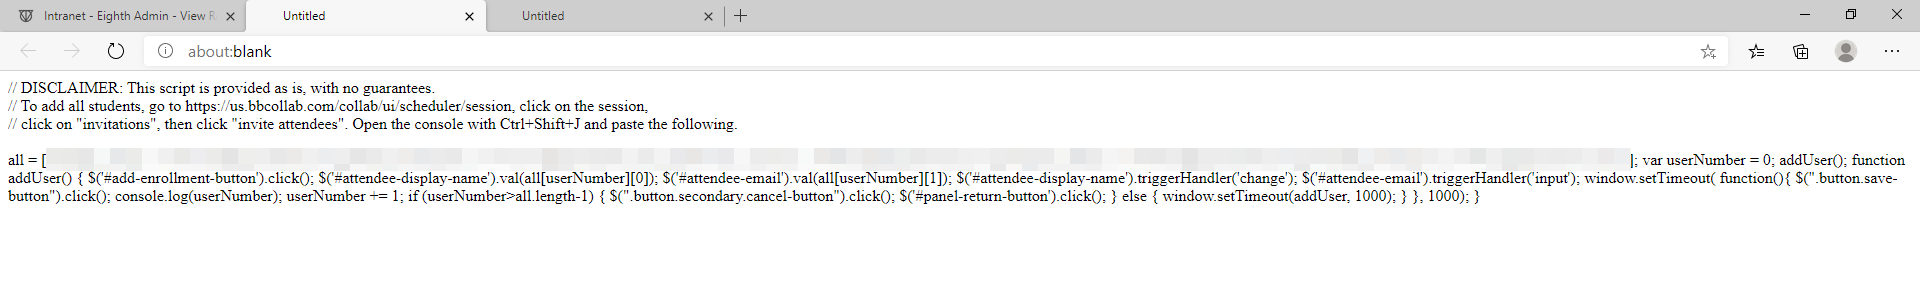 Intranet - Eighth Admin - View R
Untitled
Untitled
about:blank
// DISCLAIMER: This script is provided as is, with no guarantees.
// To add all students, go to https://us.bbcollab.com/collab/ui/scheduler/session, click on the session,
// click on "invitations", then click "invite attendees". Open the console with Ctrl+Shift+J and paste the following.
all = [ ]; var userNumber = 0; addUser(); function
addUser() { $('#add-enrollment-button').click(); $('#attendee-display-name').val(all[userNumber][0]); $('#attendee-email').val(all[userNumber][1]); $('#attendee-display-name').triggerHandler('change'); $('#attendee-email').triggerHandler('input'); window.setTimeout( function(){ $(".button.save-
button").click(); console.log(userNumber); userNumber += 1; if (userNumber>all.length-1) { $(".button.secondary.cancel-button").click(); $('#panel-return-button').click(); } else { window.setTimeout(addUser, 1000); } }, 1000); }